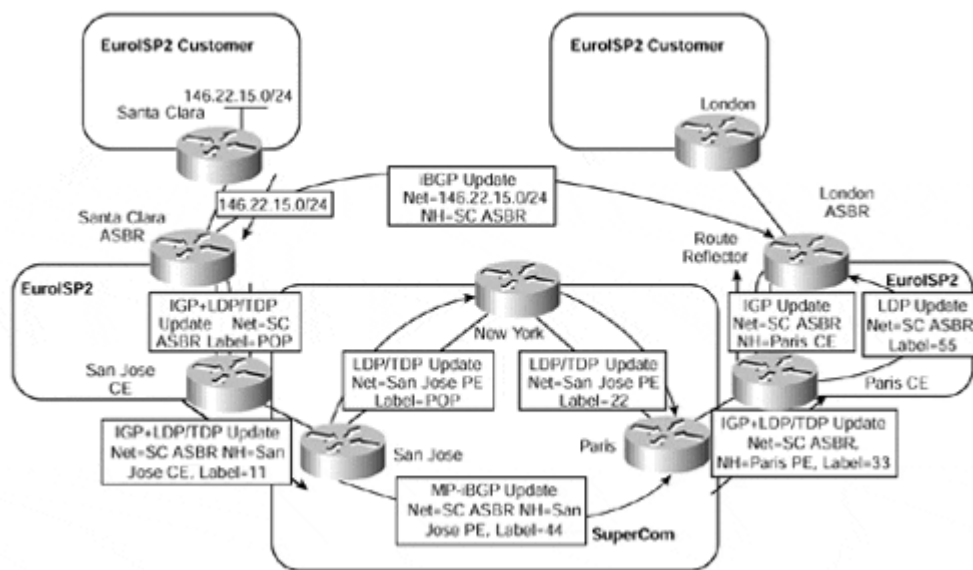 EuroISP2 Customer
EuroISP2 Customer
146.22.15.0/24
Santa Clara
London
iBGP Update
Net=146.22.15.0/24
NH=SC ASBR
146.22.15.0/24
Santa Clara
ASBR
London
ASBR
Route
Reflector
EuroISP2
EuroISP2
IGP+LDP/TDP
Update Net=SC
ASBR Label=POP
New York
IGP Update
Net=SC ASBR
NH=Paris CE
LDP Update
Net=SC ASBR
Label=55
San Jose
CE
LDP/TDP Update
Net=San Jose PE
Label=POP
LDP/TDP Update
Net=San Jose PE
Label=22
Paris CE
IGP+LDP/TDP Update
Net=SC ASBR NH=San
Jose CE, Label=11
San Jose
Paris
IGP+LDP/TDP Update
Net=SC ASBR,
NH=Paris PE, Label=33
MP-iBGP Update
Net=SC ASBR NH=San
Jose PE, Label=44
SuperCom